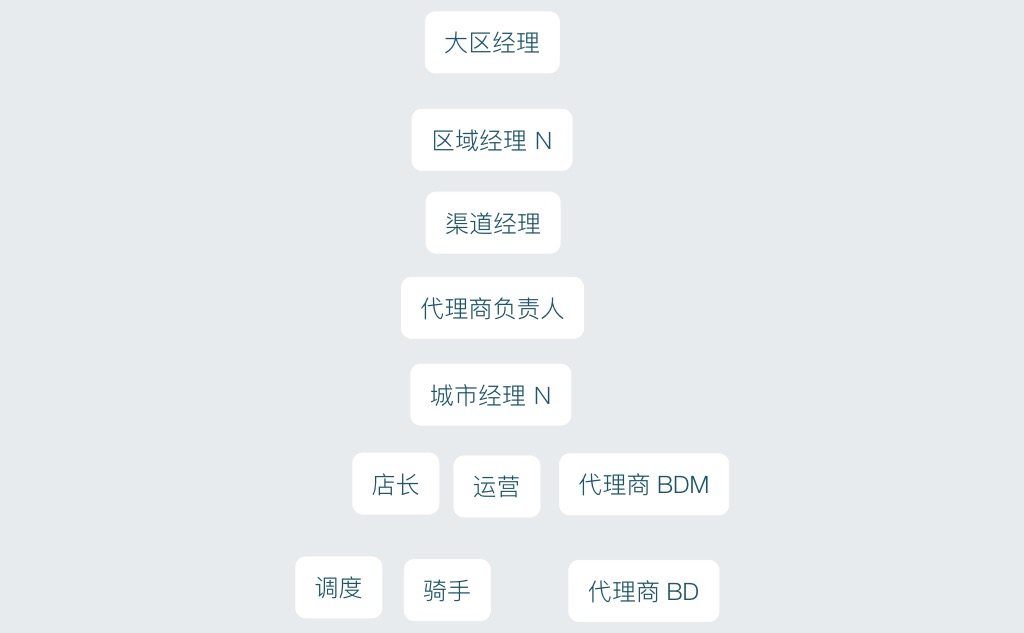 大区经理
区域经理 N
渠道经理
代理商负责人
城市经理 N
店长 运营 代理商 BDM
调度 骑手 代理商 BD